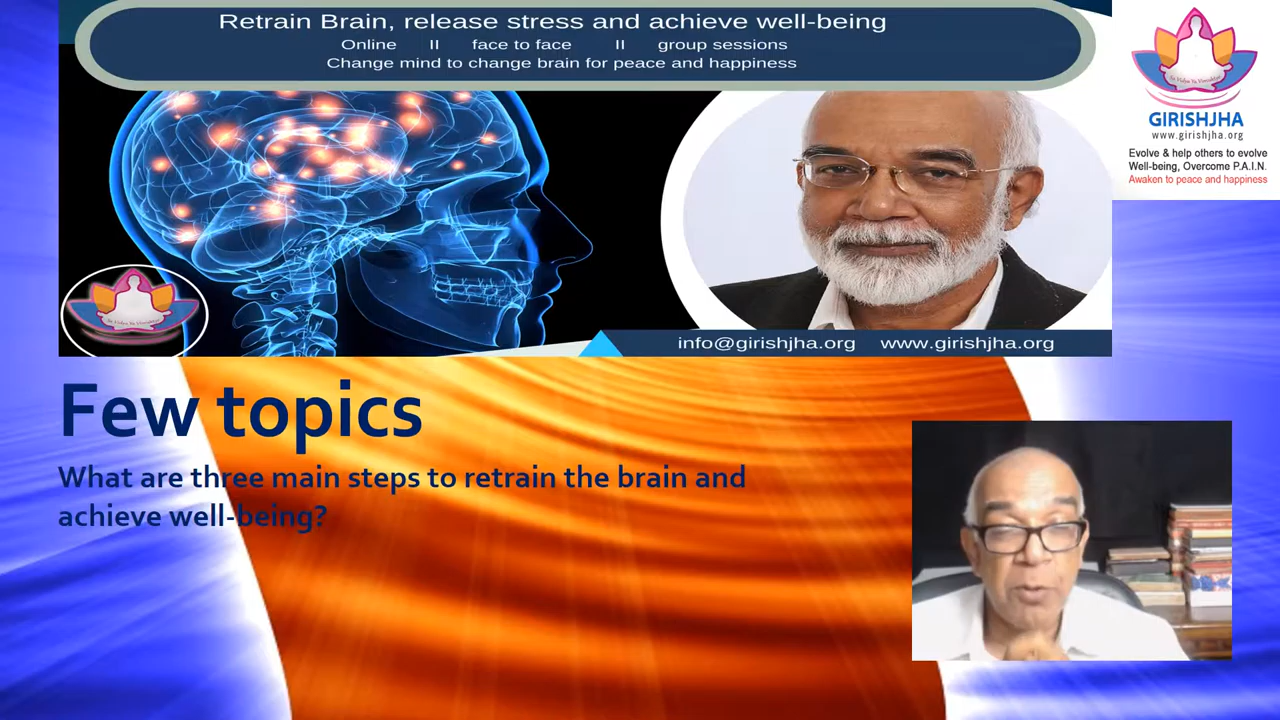 Retrain Brain, release stress and achieve well-being
Online II face to face II group sessions
Change mind to change brain for peace and happiness
GIRISHJHA
www.girishjha.org
Evolve & help others to evolve
Well-being, Overcome P.A.I.N.
Awaken to peace and happiness
info@girishjha.org www.girishjha.org
Few topics
What are three main steps to retrain the brain and
achieve well-being?